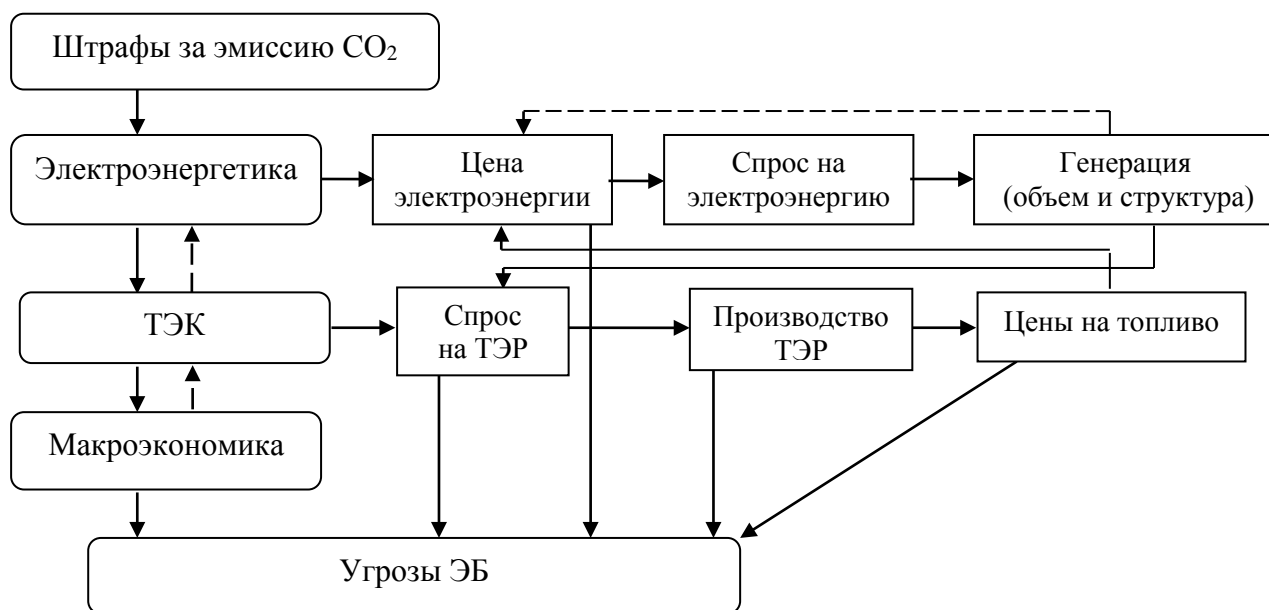 Штрафы за эмиссию CO₂
Электроэнергетика
Цена
электроэнергии
Спрос на
электроэнергию
Генерация
(объем и структура)
ТЭК
Спрос
на ТЭР
Производство
ТЭР
Цены на топливо
Макроэкономика
Угрозы ЭБ